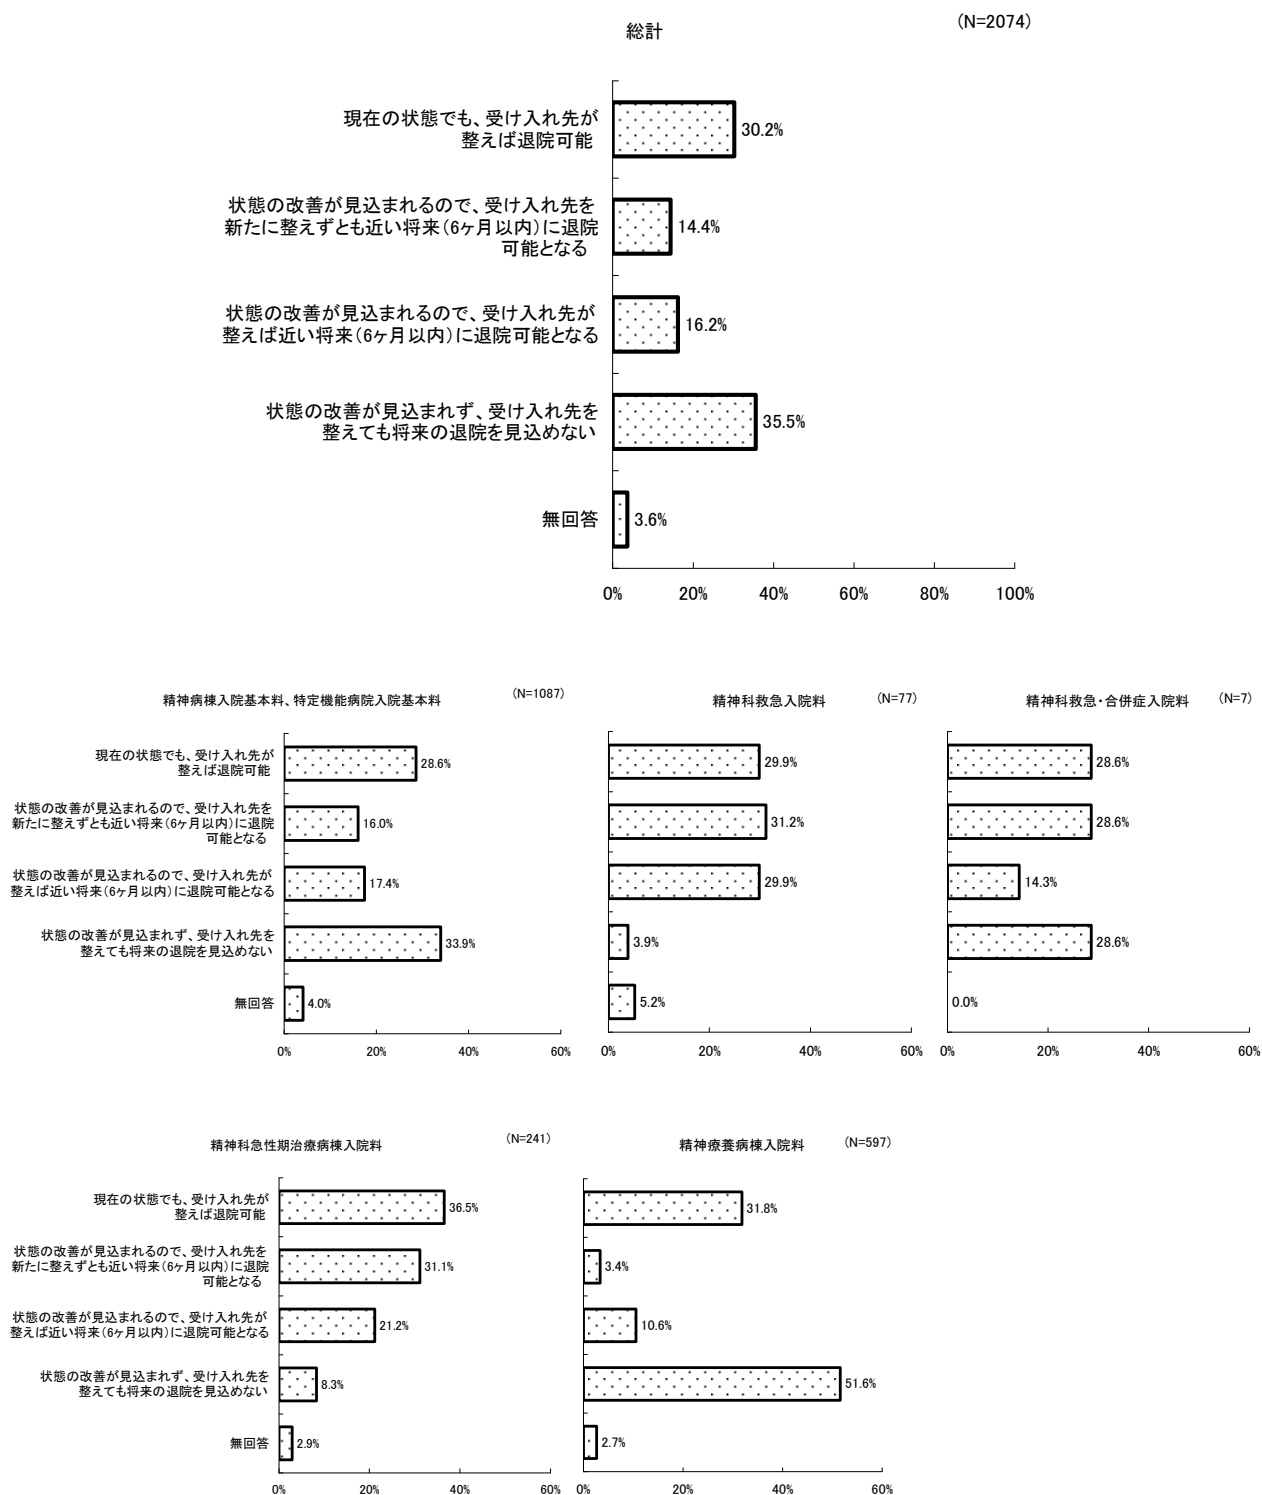 総計
（N=2074）
現在の状態でも、受け入れ先が
整えば退院可能
30.2%
状態の改善が見込まれるので、受け入れ先を
新たに整えずとも近い将来（6ヶ月以内）に退院
可能となる
14.4%
状態の改善が見込まれるので、受け入れ先が
整えば近い将来（6ヶ月以内）に退院可能となる
16.2%
状態の改善が見込まれず、受け入れ先を
整えても将来の退院を見込めない
35.5%
無回答
3.6%
0% 20% 40% 60% 80% 100%
精神病棟入院基本料、特定機能病院入院基本料
（N=1087）
現在の状態でも、受け入れ先が
整えば退院可能
28.6%
状態の改善が見込まれるので、受け入れ先を
新たに整えずとも近い将来（6ヶ月以内）に退院
可能となる
16.0%
状態の改善が見込まれるので、受け入れ先が
整えば近い将来（6ヶ月以内）に退院可能となる
17.4%
状態の改善が見込まれず、受け入れ先を
整えても将来の退院を見込めない
33.9%
無回答
4.0%
0% 20% 40% 60%
精神科救急入院料
（N=77）
29.9%
31.2%
29.9%
3.9%
5.2%
0% 20% 40% 60%
精神科救急・合併症入院料
（N=7）
28.6%
28.6%
14.3%
28.6%
0.0%
0% 20% 40% 60%
精神科急性期治療病棟入院料
（N=241）
現在の状態でも、受け入れ先が
整えば退院可能
36.5%
状態の改善が見込まれるので、受け入れ先を
新たに整えずとも近い将来（6ヶ月以内）に退院
可能となる
31.1%
状態の改善が見込まれるので、受け入れ先が
整えば近い将来（6ヶ月以内）に退院可能となる
21.2%
状態の改善が見込まれず、受け入れ先を
整えても将来の退院を見込めない
8.3%
無回答
2.9%
0% 20% 40% 60%
精神療養病棟入院料
（N=597）
31.8%
3.4%
10.6%
51.6%
2.7%
0% 20% 40% 60%